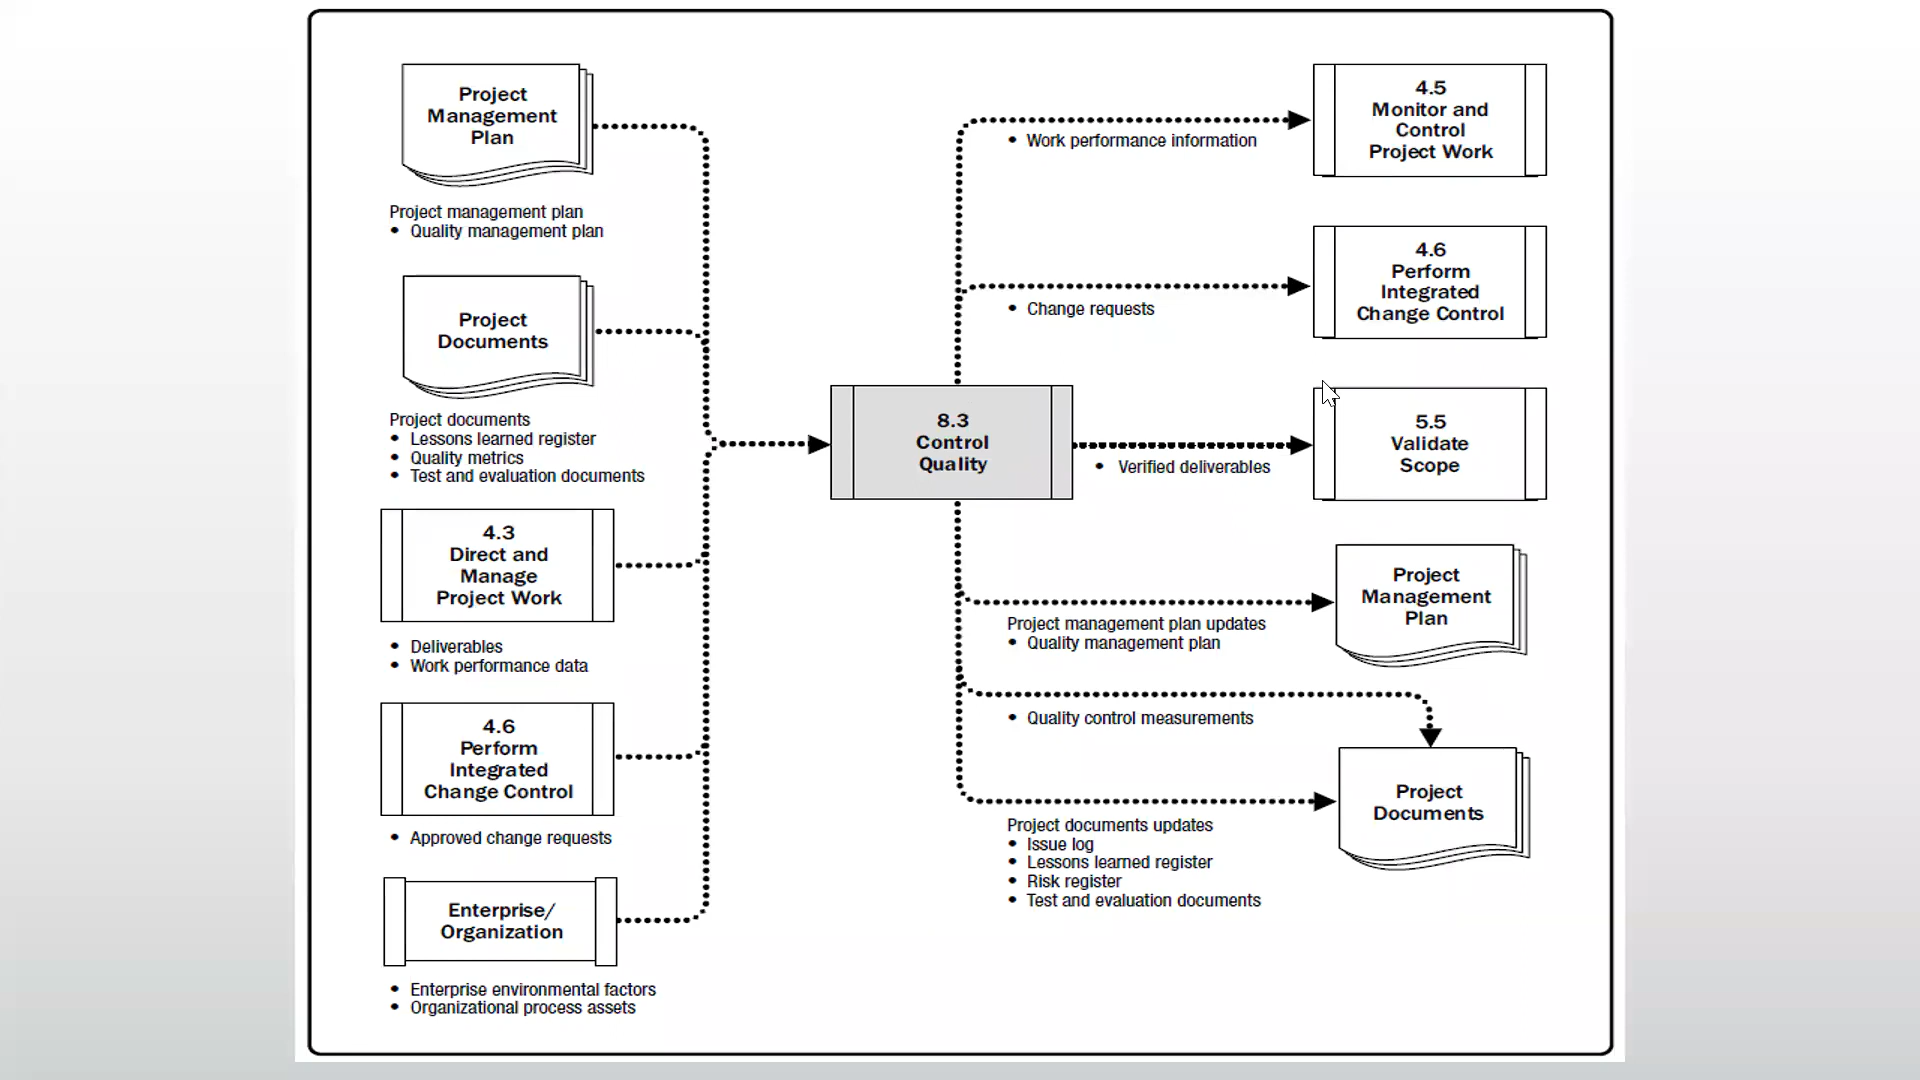 Project
Management
Plan
Project management plan
• Quality management plan
Project
Documents
Project documents
• Lessons learned register
• Quality metrics
• Test and evaluation documents
4.3
Direct and
Manage
Project Work
• Deliverables
• Work performance data
4.6
Perform
Integrated
Change Control
• Approved change requests
Enterprise/
Organization
• Enterprise environmental factors
• Organizational process assets
8.3
Control
Quality
• Work performance information
4.5
Monitor and
Control
Project Work
• Change requests
4.6
Perform
Integrated
Change Control
• Verified deliverables
5.5
Validate
Scope
Project management plan updates
• Quality management plan
Project
Management
Plan
• Quality control measurements
Project documents updates
• Issue log
• Lessons learned register
• Risk register
• Test and evaluation documents
Project
Documents